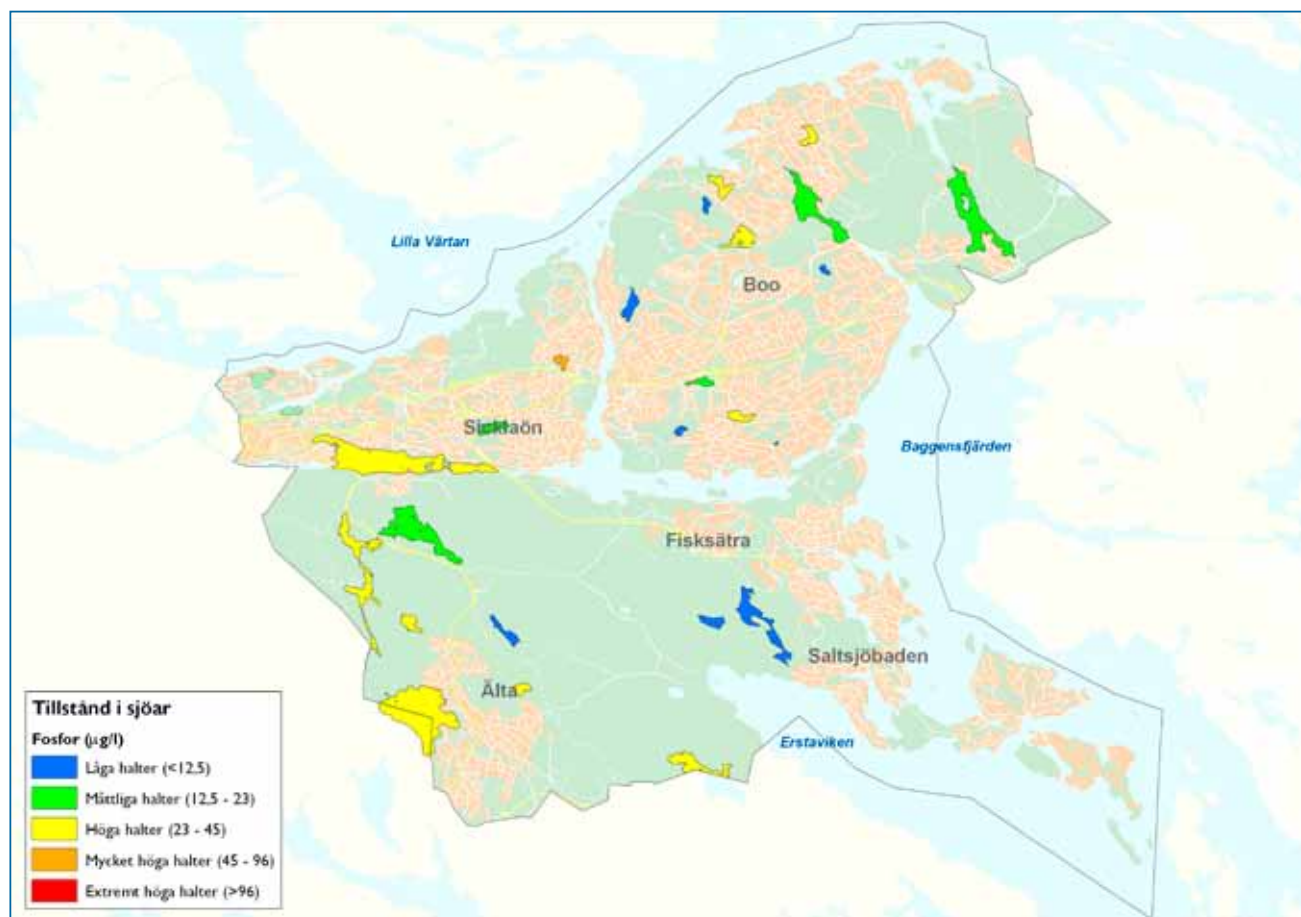 Lilla Värtan
Boo
Sicklaön
Baggensfjärden
Fisksätra
Saltsjöbaden
Älta
Erstaviken
Tillstånd i sjöar
Fosfor (µg/l)
Låga halter (<12,5)
Måttliga halter (12,5 - 23)
Höga halter (23 - 45)
Mycket höga halter (45 - 96)
Extremt höga halter (>96)